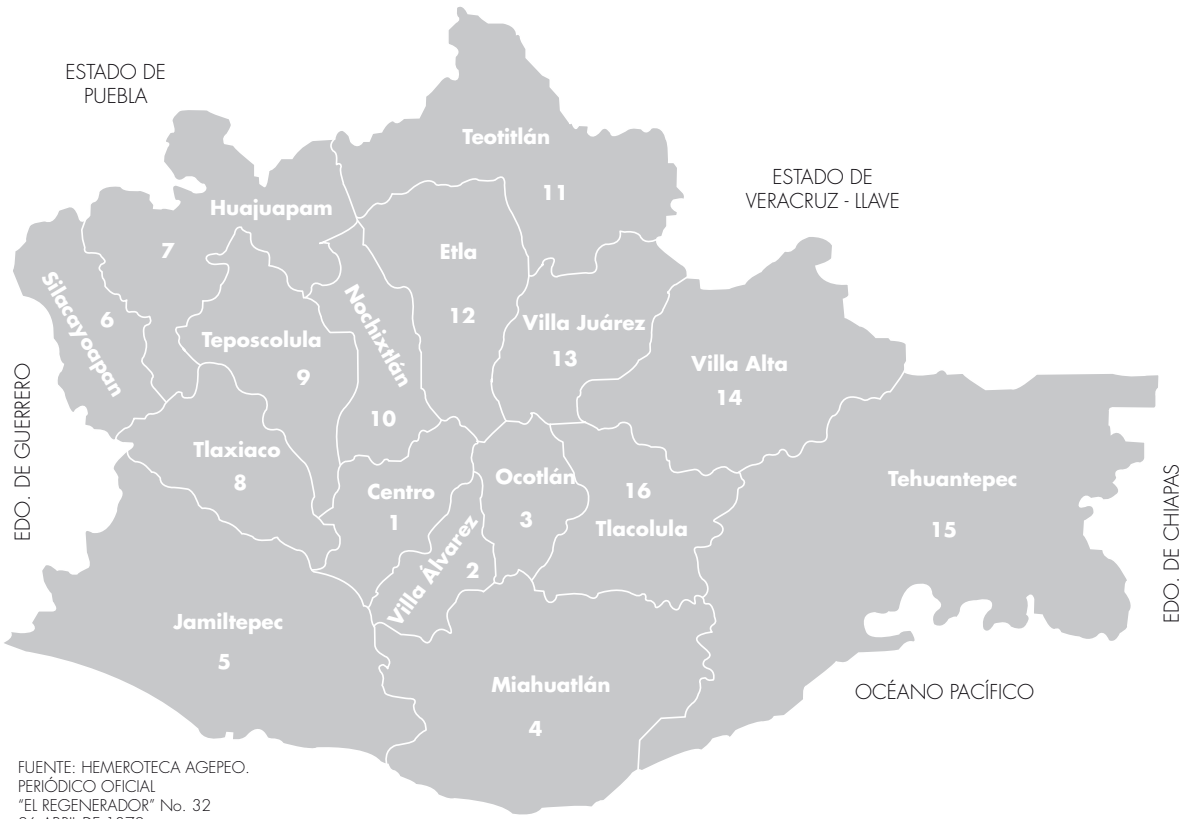 ESTADO DE
PUEBLA
Teotitlán
11
ESTADO DE
VERACRUZ - LLAVE
Huajuapam
7
Etla
12
Silacayoapan
6
Nochixtlán
10
Teposcolula
9
Villa Juárez
13
Villa Alta
14
EDO. DE GUERRERO
Tlaxiaco
8
Centro
1
Villa Álvarez
2
Ocotlán
3
16
Tlacolula
Tehuantepec
15
EDO. DE CHIAPAS
Jamiltepec
5
Miahuatlán
4
OCÉANO PACÍFICO
FUENTE: HEMEROTECA AGEPEO.
PERIÓDICO OFICIAL
"EL REGENERADOR" No. 32
ABRIL DE